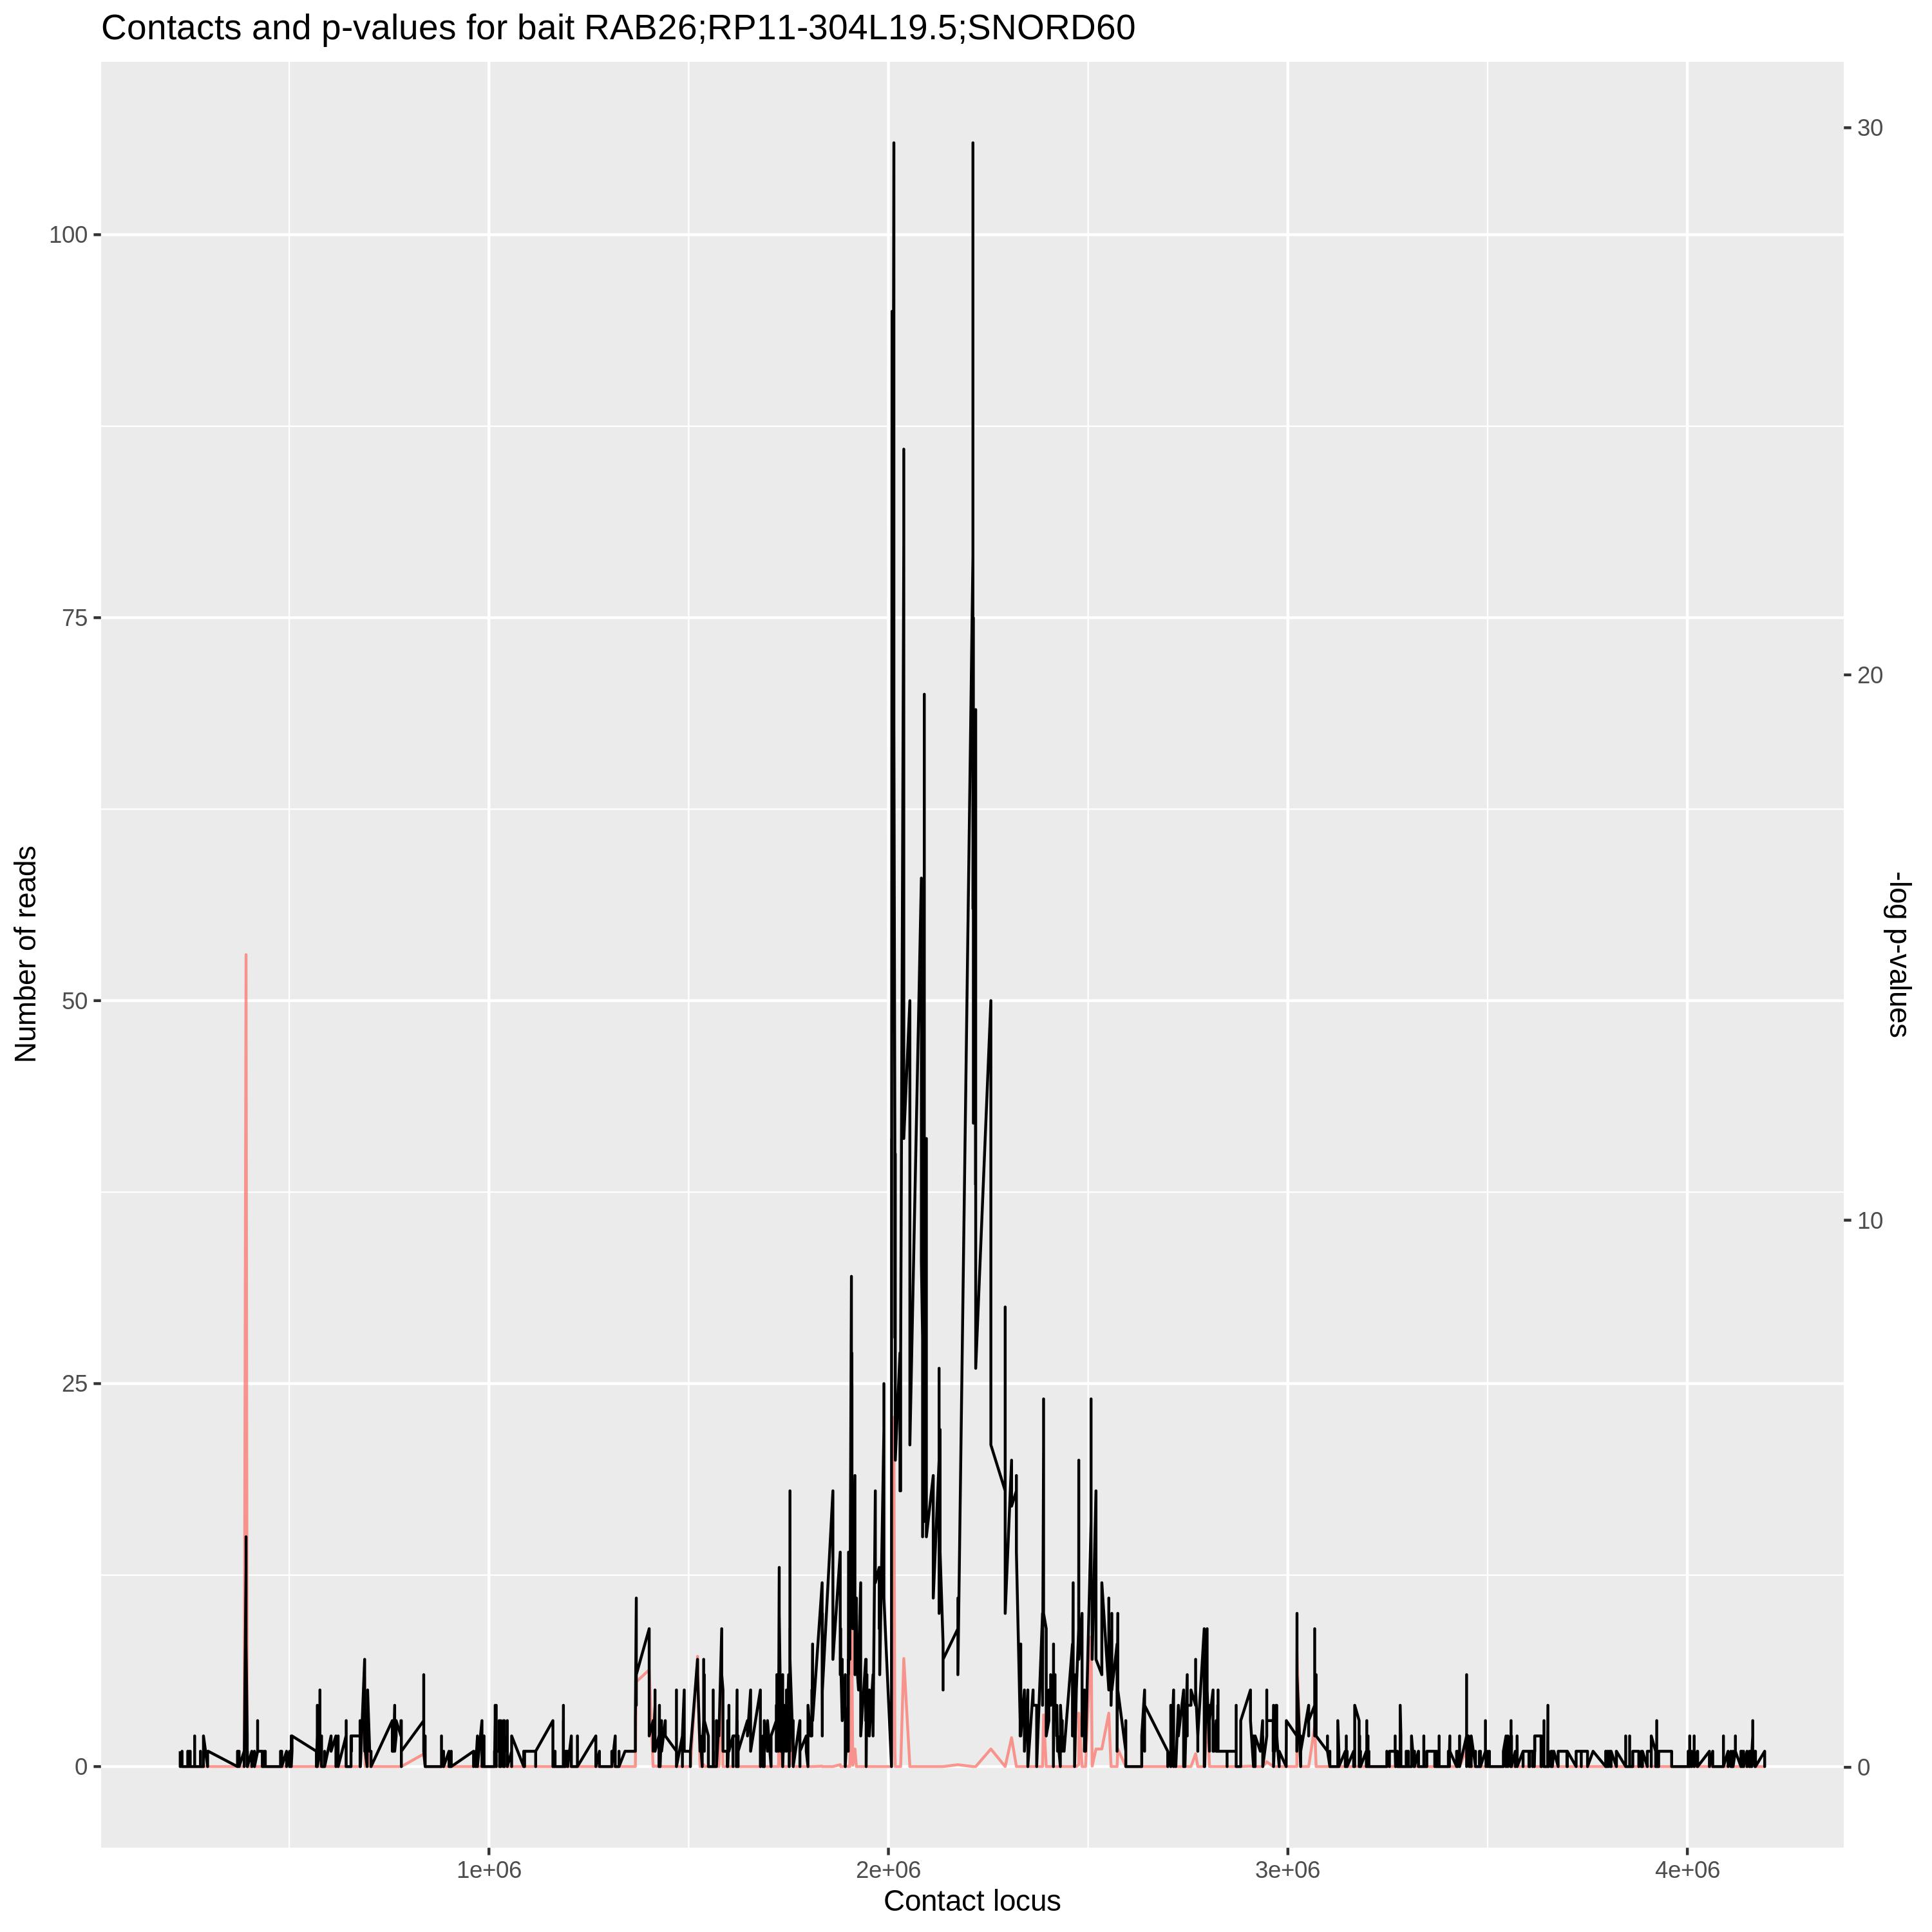 Contacts and p-values for bait RAB26;RP11-304L19.5;SNORD60
100
75
50
25
0
Number of reads
30
20
10
0
-log p-values
1e+06
2e+06
3e+06
4e+06
Contact locus